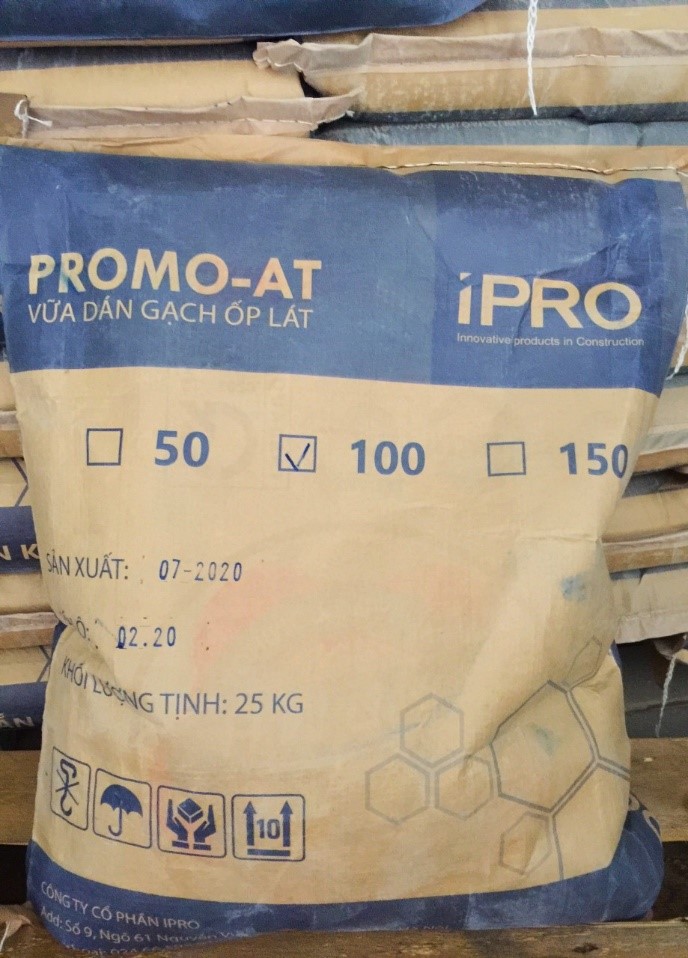 PROMO-AT
VỮA DÁN GẠCH ỐP LÁT
iPRO
Innovative products in Construction
50
100
150
SẢN XUẤT: 07-2020
02.20
KHỐI LƯỢNG TỊNH: 25 KG
10
CÔNG TY CỔ PHẦN IPRO
Add: Số 9, Ngõ 61